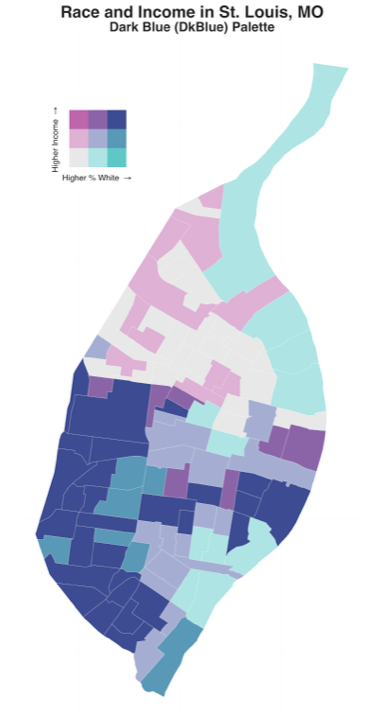 Race and Income in St. Louis, MO
Dark Blue (DkBlue) Palette
Higher Income →
Higher % White →